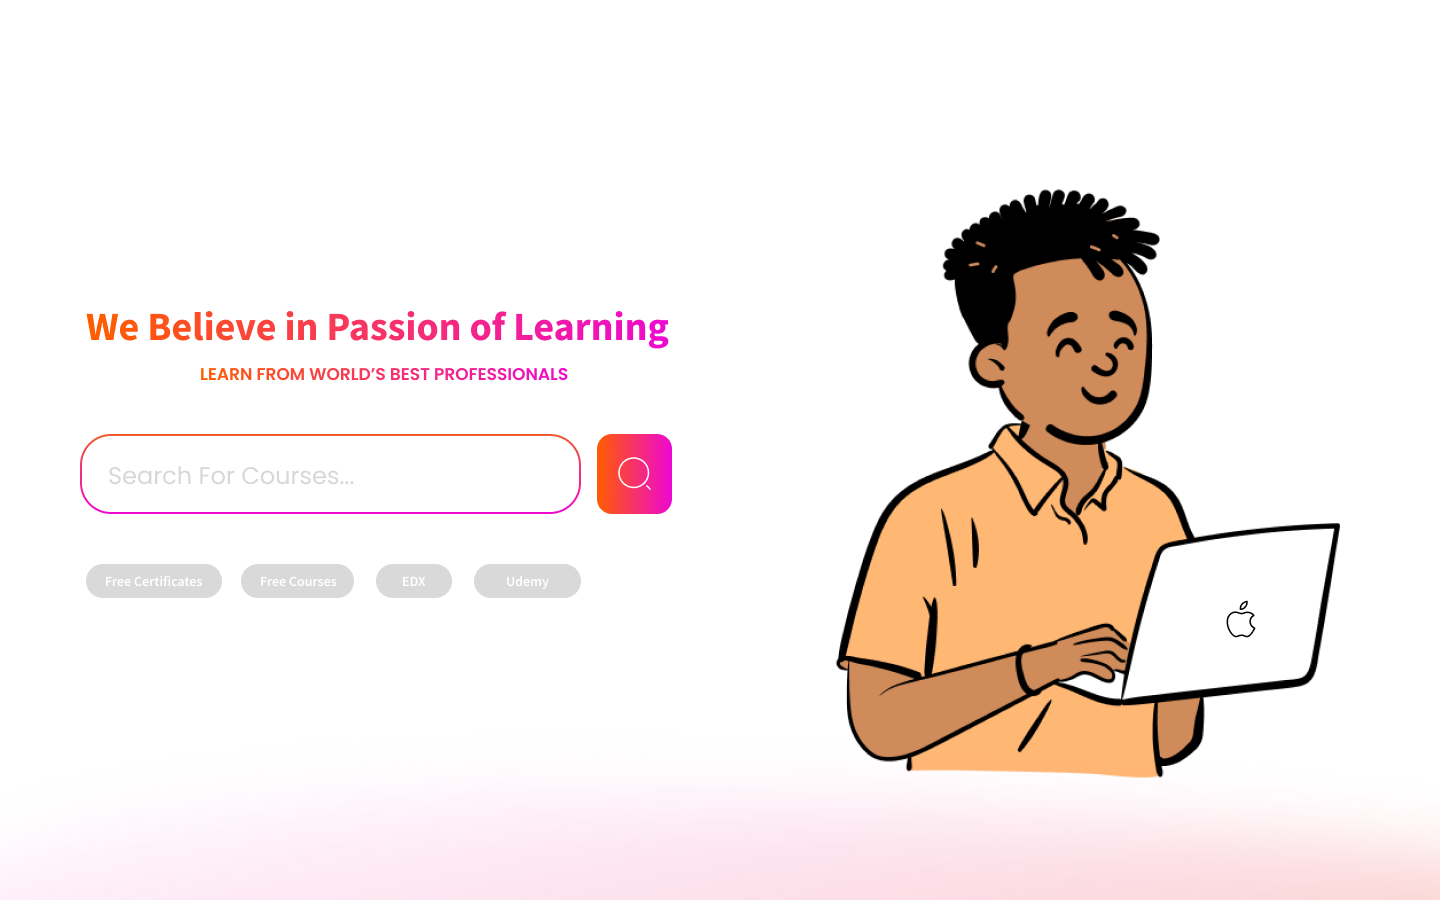 We Believe in Passion of Learning
LEARN FROM WORLD’S BEST PROFESSIONALS
Search For Courses...
Free Certificates Free Courses EDX Udemy